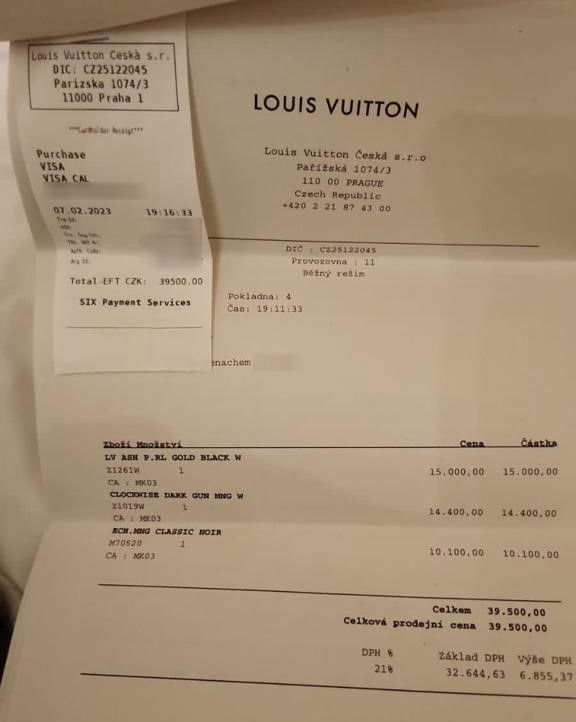 Louis Vuitton Ceská s.r.
DIC: CZ25122045
Parizska 1074/3
11000 Praha 1
***Cardholder Receipt***
Purchase
VISA
VISA CAL
07.02.2023 19:16:33
Total-EFT CZK: 39500.00
SIX Payment Services
LOUIS VUITTON
Louis Vuitton Česká s.r.o
Pařížská 1074/3
110 00 PRAGUE
Czech Republic
+420 2 21 87 43 00
DIČ : CZ25122045
Provozovna : 11
Běžný režim
Pokladna: 4
Čas: 19:11:33
enachem
Zboží Množství Cena Částka
LV ASH P.RL GOLD BLACK W
Z1261W 1 15.000,00 15.000,00
CA : MK03
CLOCKWISE DARK GUN MNG W
Z1019W 1 14.400,00 14.400,00
CA : MK03
ECH.MNG CLASSIC NOIR
M70520 1 10.100,00 10.100,00
CA : MK03
Celkem 39.500,00
Celková prodejní cena 39.500,00
DPH % Základ DPH Výše DPH
21% 32.644,63 6.855,37